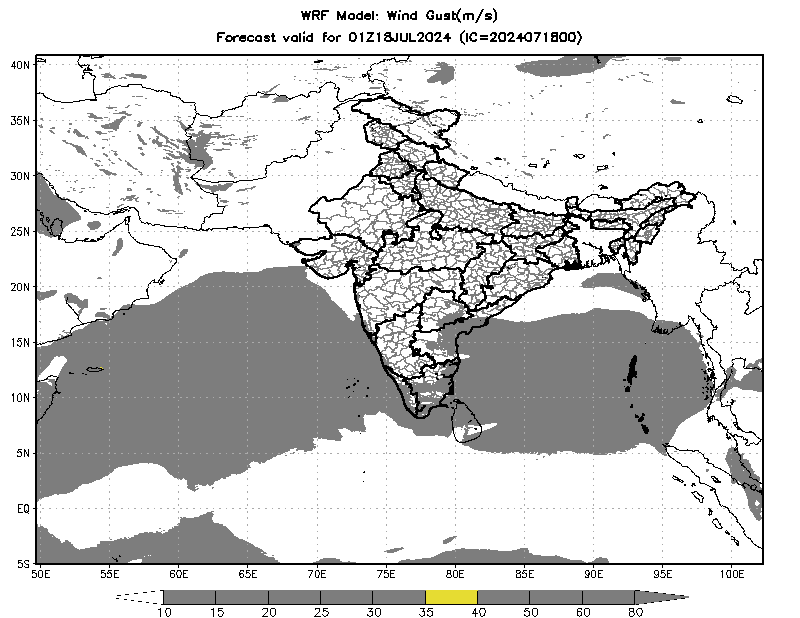 WRF Model: Wind Gust(m/s)
Forecast valid for 01Z18JUL2024 (IC=2024071800)
40N
35N
30N
25N
20N
15N
10N
5N
EQ
5S
50E 55E 60E 65E 70E 75E 80E 85E 90E 95E 100E
10 15 20 25 30 35 40 50 60 80